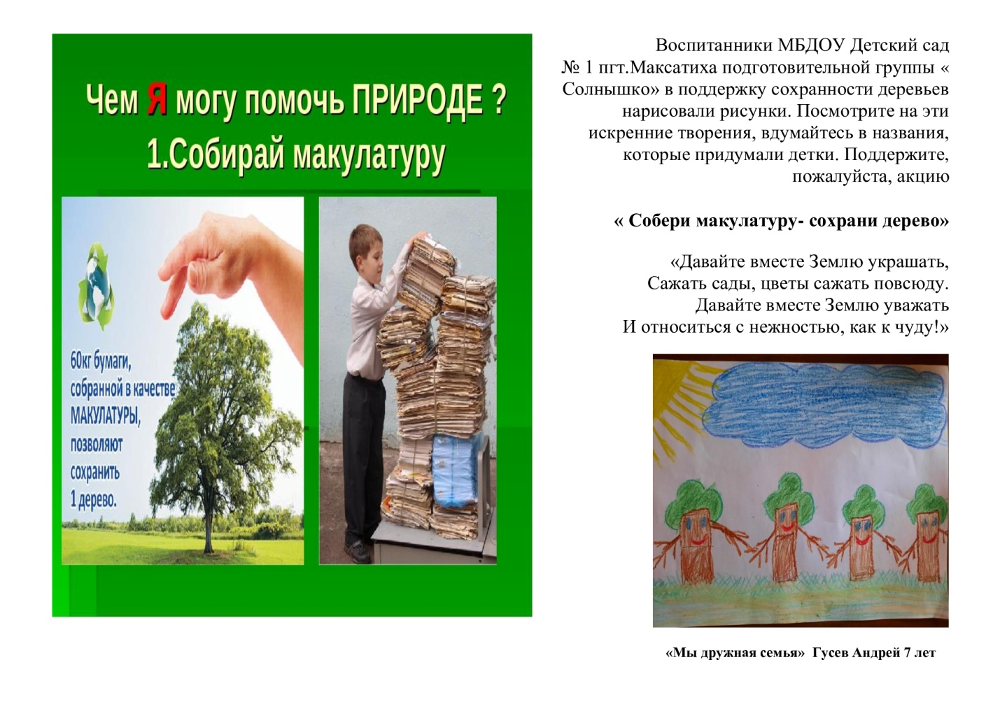 Чем Я могу помочь ПРИРОДЕ ?
1.Собирай макулатуру
60кг бумаги,
собранной в качестве
МАКУЛАТУРЫ,
позволяют
сохранить
1 дерево.
Воспитанники МБДОУ Детский сад
№ 1 пгт.Максатиха подготовительной группы «
Солнышко» в поддержку сохранности деревьев
нарисовали рисунки. Посмотрите на эти
искренние творения, вдумайтесь в названия,
которые придумали детки. Поддержите,
пожалуйста, акцию
« Собери макулатуру- сохрани дерево»
«Давайте вместе Землю украшать,
Сажать сады, цветы сажать повсюду.
Давайте вместе Землю уважать
И относиться с нежностью, как к чуду!»
«Мы дружная семья» Гусев Андрей 7 лет